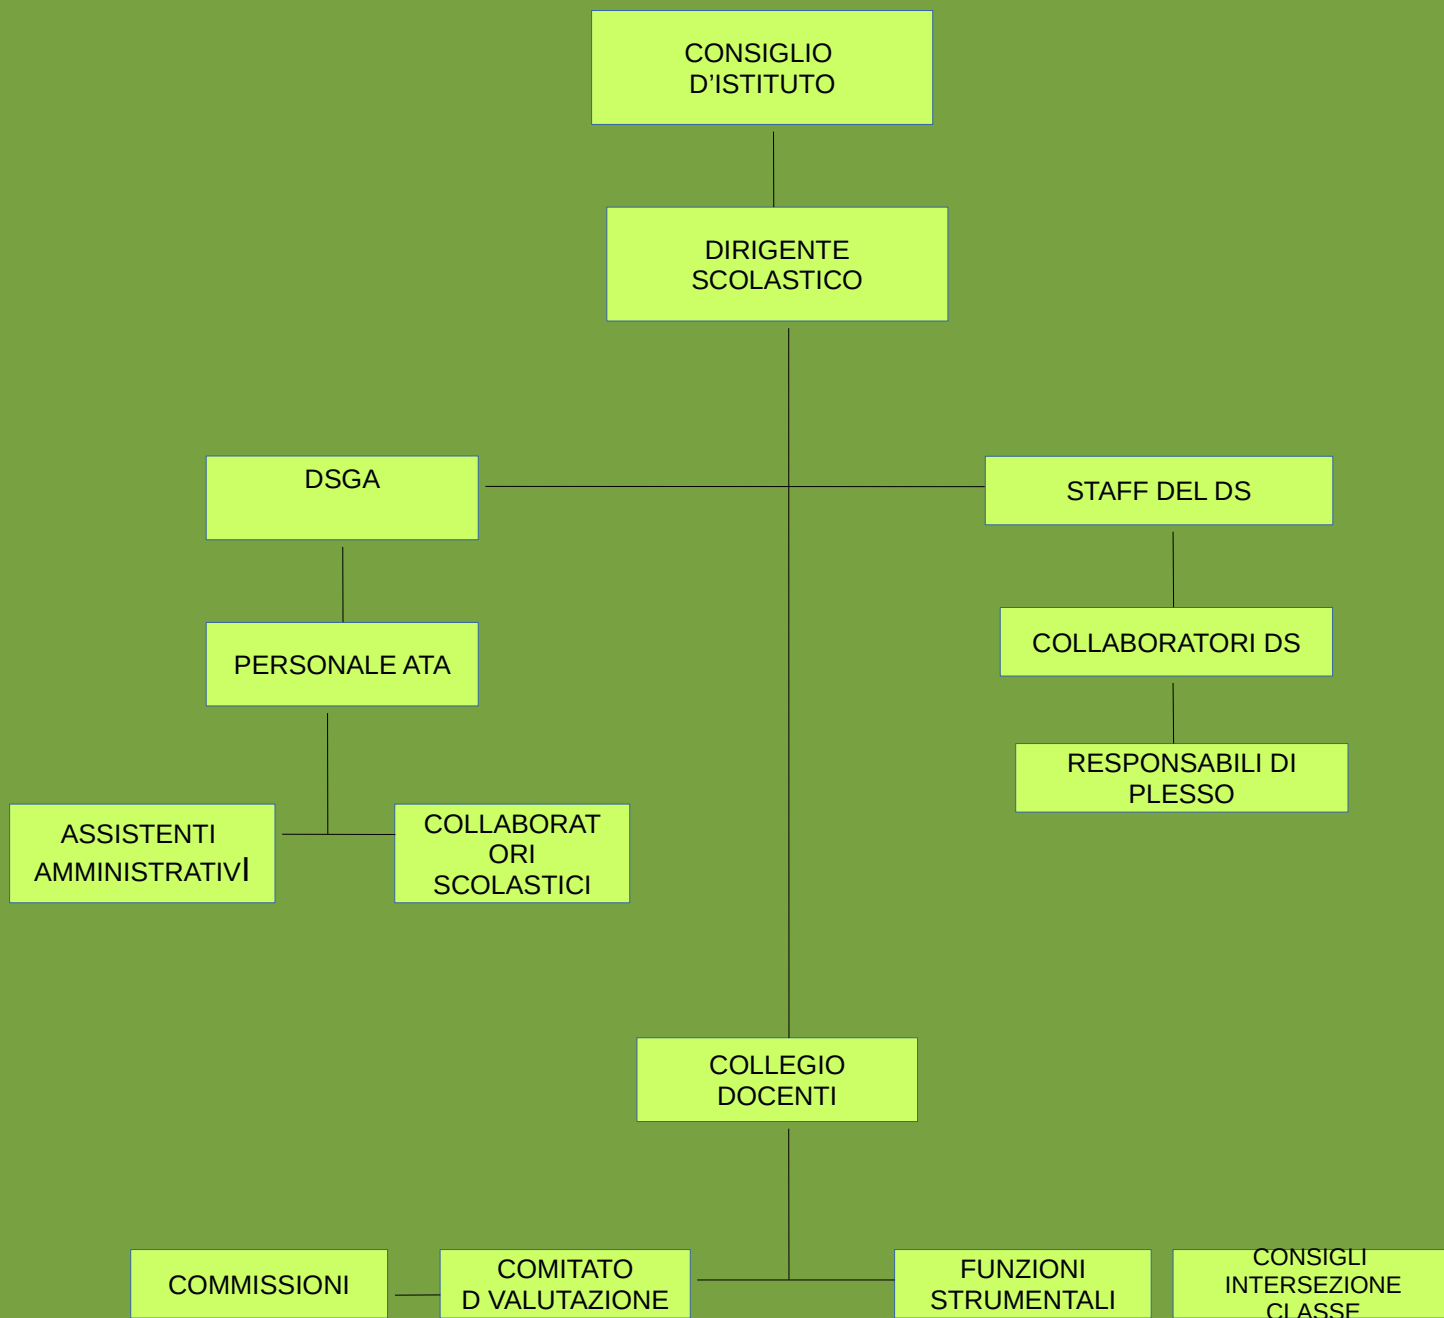 CONSIGLIO
D’ISTITUTO
DIRIGENTE
SCOLASTICO
DSGA
STAFF DEL DS
PERSONALE ATA
COLLABORATORI DS
RESPONSABILI DI
PLESSO
ASSISTENTI
AMMINISTRATIVI
COLLABORAT
ORI
SCOLASTICI
COLLEGIO
DOCENTI
COMMISSIONI
COMITATO
D VALUTAZIONE
FUNZIONI
STRUMENTALI
CONSIGLI
INTERSEZIONE
CLASSE